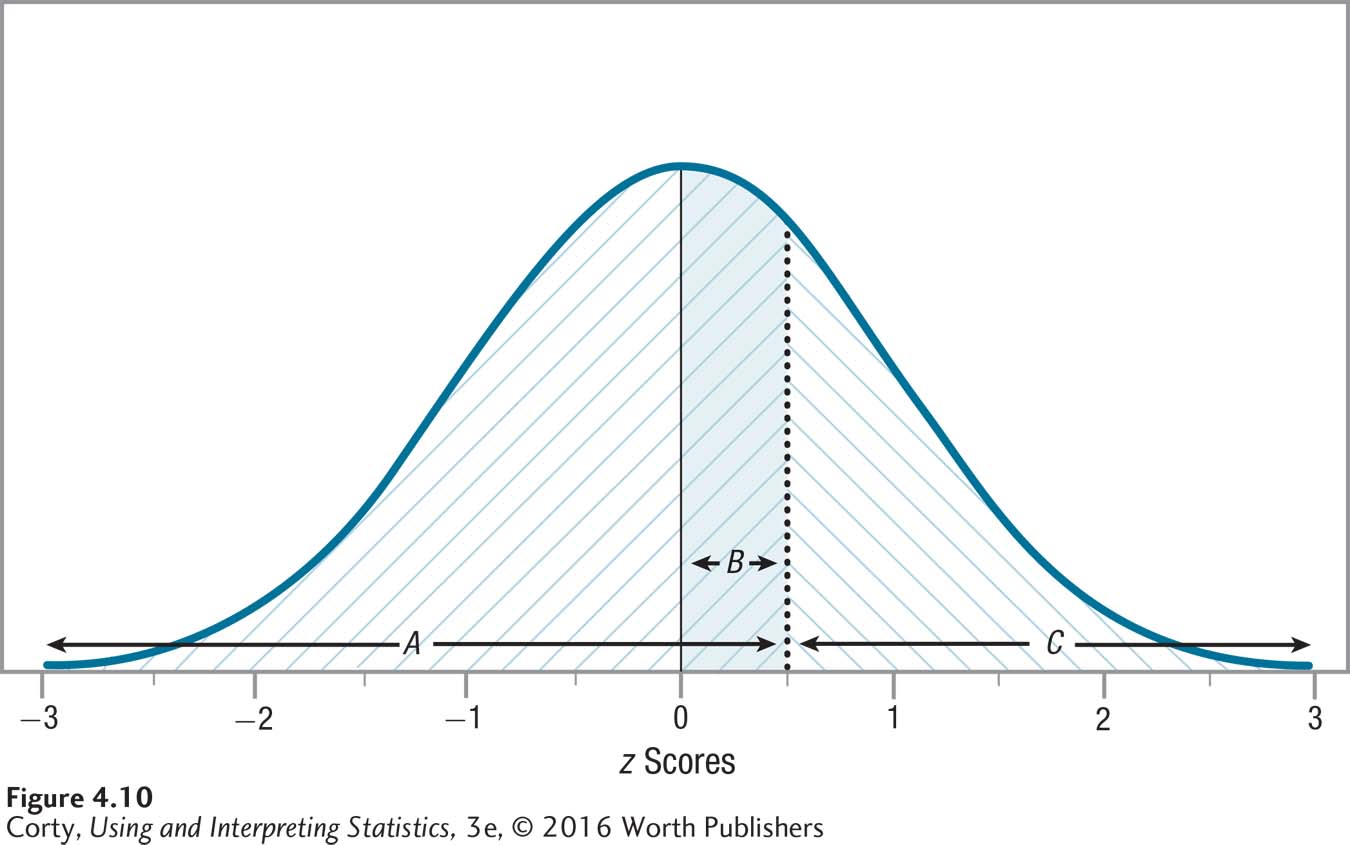 B
A C
−3 −2 −1 0 1 2 3
z Scores
Figure 4.10
Corty, Using and Interpreting Statistics, 3e, © 2016 Worth Publishers